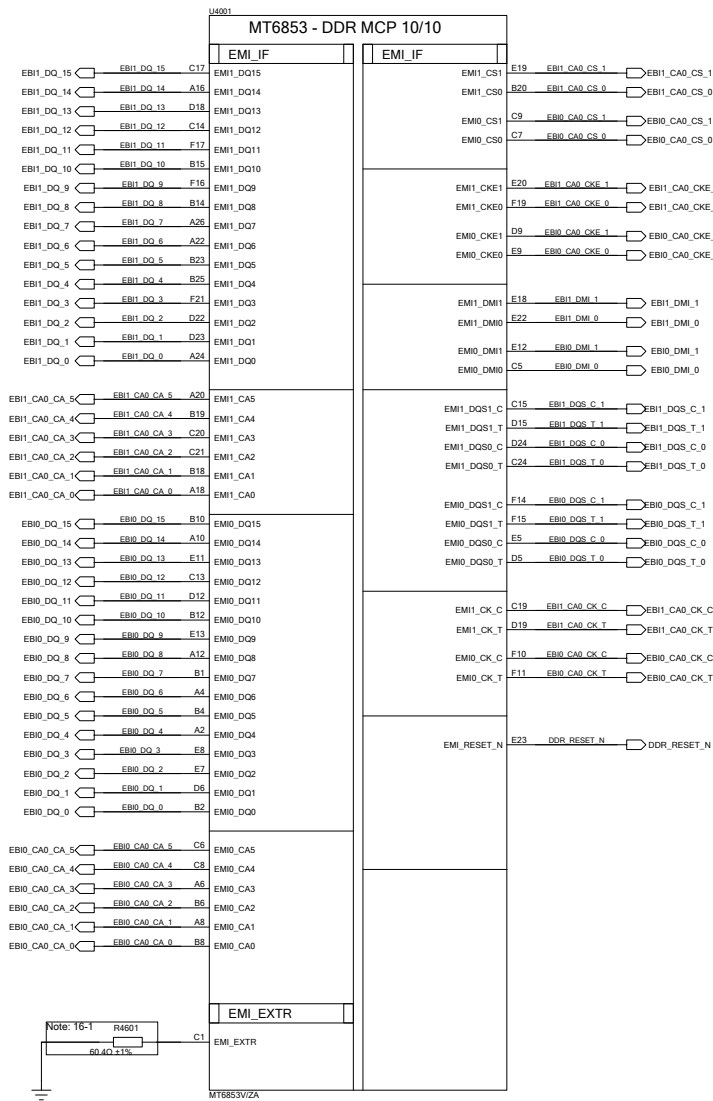 U4001
MT6853 - DDR MCP 10/10
EMI_IF EMI_IF
EBI1_DQ_15 EBI1_DQ_15 C17 EMI1_DQ15
EBI1_DQ_14 EBI1_DQ_14 A16 EMI1_DQ14
EBI1_DQ_13 EBI1_DQ_13 D18 EMI1_DQ13
EBI1_DQ_12 EBI1_DQ_12 C14 EMI1_DQ12
EBI1_DQ_11 EBI1_DQ_11 F17 EMI1_DQ11
EBI1_DQ_10 EBI1_DQ_10 B15 EMI1_DQ10
EBI1_DQ_9 EBI1_DQ_9 F16 EMI1_DQ9
EBI1_DQ_8 EBI1_DQ_8 B14 EMI1_DQ8
EBI1_DQ_7 EBI1_DQ_7 A26 EMI1_DQ7
EBI1_DQ_6 EBI1_DQ_6 A22 EMI1_DQ6
EBI1_DQ_5 EBI1_DQ_5 B23 EMI1_DQ5
EBI1_DQ_4 EBI1_DQ_4 B25 EMI1_DQ4
EBI1_DQ_3 EBI1_DQ_3 F21 EMI1_DQ3
EBI1_DQ_2 EBI1_DQ_2 D22 EMI1_DQ2
EBI1_DQ_1 EBI1_DQ_1 D23 EMI1_DQ1
EBI1_DQ_0 EBI1_DQ_0 A24 EMI1_DQ0
EBI1_CA0_CA_5 EBI1_CA0_CA_5 A20 EMI1_CA5
EBI1_CA0_CA_4 EBI1_CA0_CA_4 B19 EMI1_CA4
EBI1_CA0_CA_3 EBI1_CA0_CA_3 C20 EMI1_CA3
EBI1_CA0_CA_2 EBI1_CA0_CA_2 C21 EMI1_CA2
EBI1_CA0_CA_1 EBI1_CA0_CA_1 B18 EMI1_CA1
EBI1_CA0_CA_0 EBI1_CA0_CA_0 A18 EMI1_CA0
EBI0_DQ_15 EBI0_DQ_15 B10 EMI0_DQ15
EBI0_DQ_14 EBI0_DQ_14 A10 EMI0_DQ14
EBI0_DQ_13 EBI0_DQ_13 E11 EMI0_DQ13
EBI0_DQ_12 EBI0_DQ_12 C13 EMI0_DQ12
EBI0_DQ_11 EBI0_DQ_11 D12 EMI0_DQ11
EBI0_DQ_10 EBI0_DQ_10 B12 EMI0_DQ10
EBI0_DQ_9 EBI0_DQ_9 E13 EMI0_DQ9
EBI0_DQ_8 EBI0_DQ_8 A12 EMI0_DQ8
EBI0_DQ_7 EBI0_DQ_7 B1 EMI0_DQ7
EBI0_DQ_6 EBI0_DQ_6 A4 EMI0_DQ6
EBI0_DQ_5 EBI0_DQ_5 B4 EMI0_DQ5
EBI0_DQ_4 EBI0_DQ_4 A2 EMI0_DQ4
EBI0_DQ_3 EBI0_DQ_3 E8 EMI0_DQ3
EBI0_DQ_2 EBI0_DQ_2 E7 EMI0_DQ2
EBI0_DQ_1 EBI0_DQ_1 D6 EMI0_DQ1
EBI0_DQ_0 EBI0_DQ_0 B2 EMI0_DQ0
EBI0_CA0_CA_5 EBI0_CA0_CA_5 C6 EMI0_CA5
EBI0_CA0_CA_4 EBI0_CA0_CA_4 C8 EMI0_CA4
EBI0_CA0_CA_3 EBI0_CA0_CA_3 A6 EMI0_CA3
EBI0_CA0_CA_2 EBI0_CA0_CA_2 B6 EMI0_CA2
EBI0_CA0_CA_1 EBI0_CA0_CA_1 A8 EMI0_CA1
EBI0_CA0_CA_0 EBI0_CA0_CA_0 B8 EMI0_CA0
EMI_EXTR
Note: 16-1 R4601
C1 EMI_EXTR
60.4Ω ±1%
EMI1_CS1 E19 EBI1_CA0_CS_1 EBI1_CA0_CS_1
EMI1_CS0 B20 EBI1_CA0_CS_0 EBI1_CA0_CS_0
EMI0_CS1 C9 EBI0_CA0_CS_1 EBI0_CA0_CS_1
EMI0_CS0 C7 EBI0_CA0_CS_0 EBI0_CA0_CS_0
EMI1_CKE1 E20 EBI1_CA0_CKE_1 EBI1_CA0_CKE_
EMI1_CKE0 F19 EBI1_CA0_CKE_0 EBI1_CA0_CKE_
EMI0_CKE1 D9 EBI0_CA0_CKE_1 EBI0_CA0_CKE_
EMI0_CKE0 E9 EBI0_CA0_CKE_0 EBI0_CA0_CKE_
EMI1_DMI1 E18 EBI1_DMI_1 EBI1_DMI_1
EMI1_DMI0 E22 EBI1_DMI_0 EBI1_DMI_0
EMI0_DMI1 E12 EBI0_DMI_1 EBI0_DMI_1
EMI0_DMI0 C5 EBI0_DMI_0 EBI0_DMI_0
EMI1_DQS1_C C15 EBI1_DQS_C_1 EBI1_DQS_C_1
EMI1_DQS1_T D15 EBI1_DQS_T_1 EBI1_DQS_T_1
EMI1_DQS0_C D24 EBI1_DQS_C_0 EBI1_DQS_C_0
EMI1_DQS0_T C24 EBI1_DQS_T_0 EBI1_DQS_T_0
EMI0_DQS1_C F14 EBI0_DQS_C_1 EBI0_DQS_C_1
EMI0_DQS1_T F15 EBI0_DQS_T_1 EBI0_DQS_T_1
EMI0_DQS0_C E5 EBI0_DQS_C_0 EBI0_DQS_C_0
EMI0_DQS0_T D5 EBI0_DQS_T_0 EBI0_DQS_T_0
EMI1_CK_C C19 EBI1_CA0_CK_C EBI1_CA0_CK_C
EMI1_CK_T D19 EBI1_CA0_CK_T EBI1_CA0_CK_T
EMI0_CK_C F10 EBI0_CA0_CK_C EBI0_CA0_CK_C
EMI0_CK_T F11 EBI0_CA0_CK_T EBI0_CA0_CK_T
EMI_RESET_N E23 DDR_RESET_N DDR_RESET_N
MT6853V/ZA